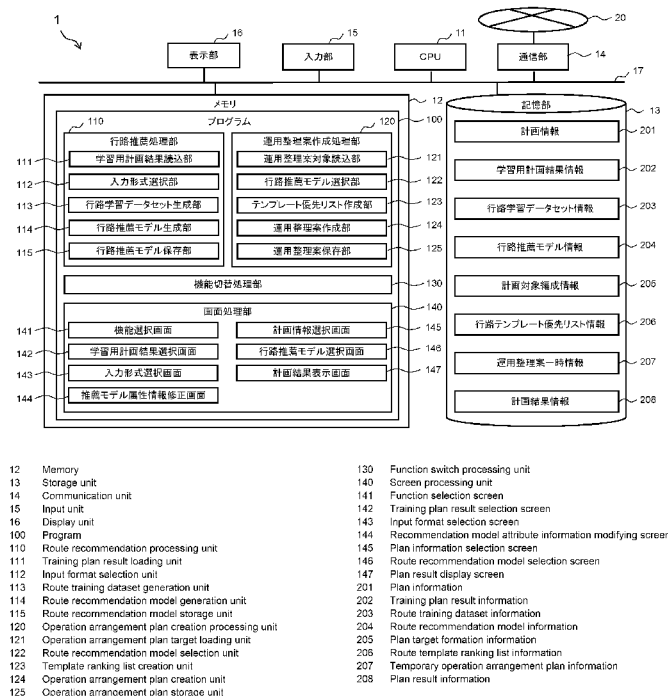 1
16
15
11
20
表示部
入力部
CPU
通信部
14
17
メモリ
12
記憶部
13
プログラム
100
110
行路推薦処理部
120
運用整理案作成処理部
111
学習用計画結果読込部
運用整理案対象読込部
121
112
入力形式選択部
行路推薦モデル選択部
122
113
行路学習データセット生成部
テンプレート優先リスト作成部
123
114
行路推薦モデル生成部
運用整理案作成部
124
115
行路推薦モデル保存部
運用整理案保存部
125
機能切替処理部
130
画面処理部
140
141
機能選択画面
計画情報選択画面
145
142
学習用計画結果選択画面
行路推薦モデル選択画面
146
143
入力形式選択画面
計画結果表示画面
147
144
推薦モデル属性情報修正画面
計画情報
201
学習用計画結果情報
202
行路学習データセット情報
203
行路推薦モデル情報
204
計画対象編成情報
205
行路テンプレート優先リスト情報
206
運用整理案一時情報
207
計画結果情報
208
12 Memory
13 Storage unit
14 Communication unit
15 Input unit
16 Display unit
100 Program
110 Route recommendation processing unit
111 Training plan result loading unit
112 Input format selection unit
113 Route training dataset generation unit
114 Route recommendation model generation unit
115 Route recommendation model storage unit
120 Operation arrangement plan creation processing unit
121 Operation arrangement plan target loading unit
122 Route recommendation model selection unit
123 Template ranking list creation unit
124 Operation arrangement plan creation unit
125 Operation arrangement plan storage unit
130 Function switch processing unit
140 Screen processing unit
141 Function selection screen
142 Training plan result selection screen
143 Input format selection screen
144 Recommendation model attribute information modifying screen
145 Plan information selection screen
146 Route recommendation model selection screen
147 Plan result display screen
201 Plan information
202 Training plan result information
203 Route training dataset information
204 Route recommendation model information
205 Plan target formation information
206 Route template ranking list information
207 Temporary operation arrangement plan information
208 Plan result information